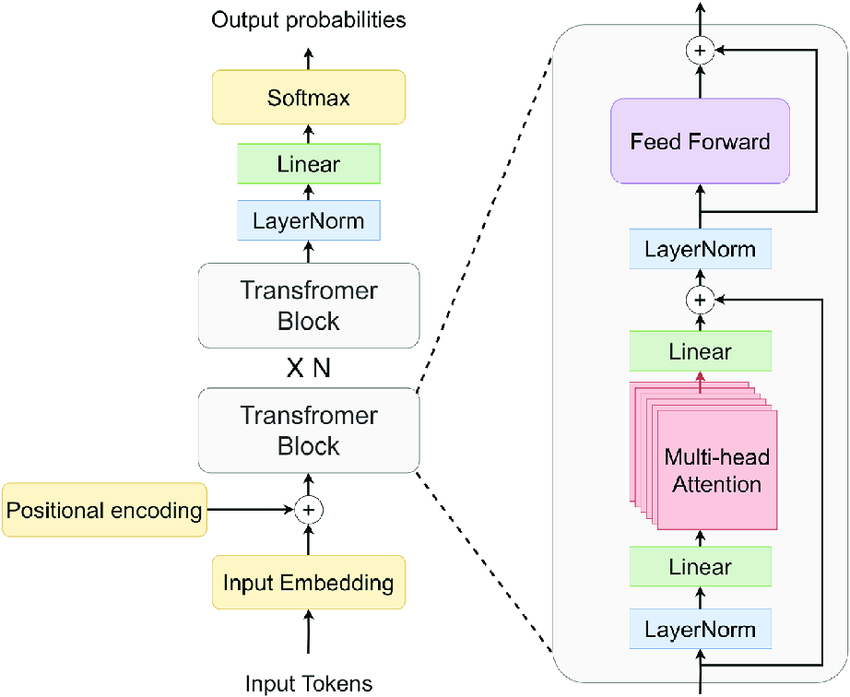 Output probabilities
Softmax
Linear
LayerNorm
Transfromer
Block
X N
Transfromer
Block
Positional encoding
+
Input Embedding
Input Tokens
+
Feed Forward
LayerNorm
+
Linear
Multi-head
Attention
Linear
LayerNorm